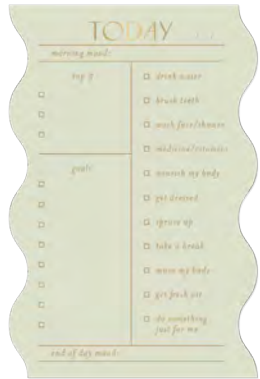 TODAY
morning mood:
top 3
goals
drink water
brush teeth
wash face/shower
medicine/vitamins
nourish my body
get dressed
spruce up
take a break
move my body
get fresh air
do something
just for me
end of day mood: